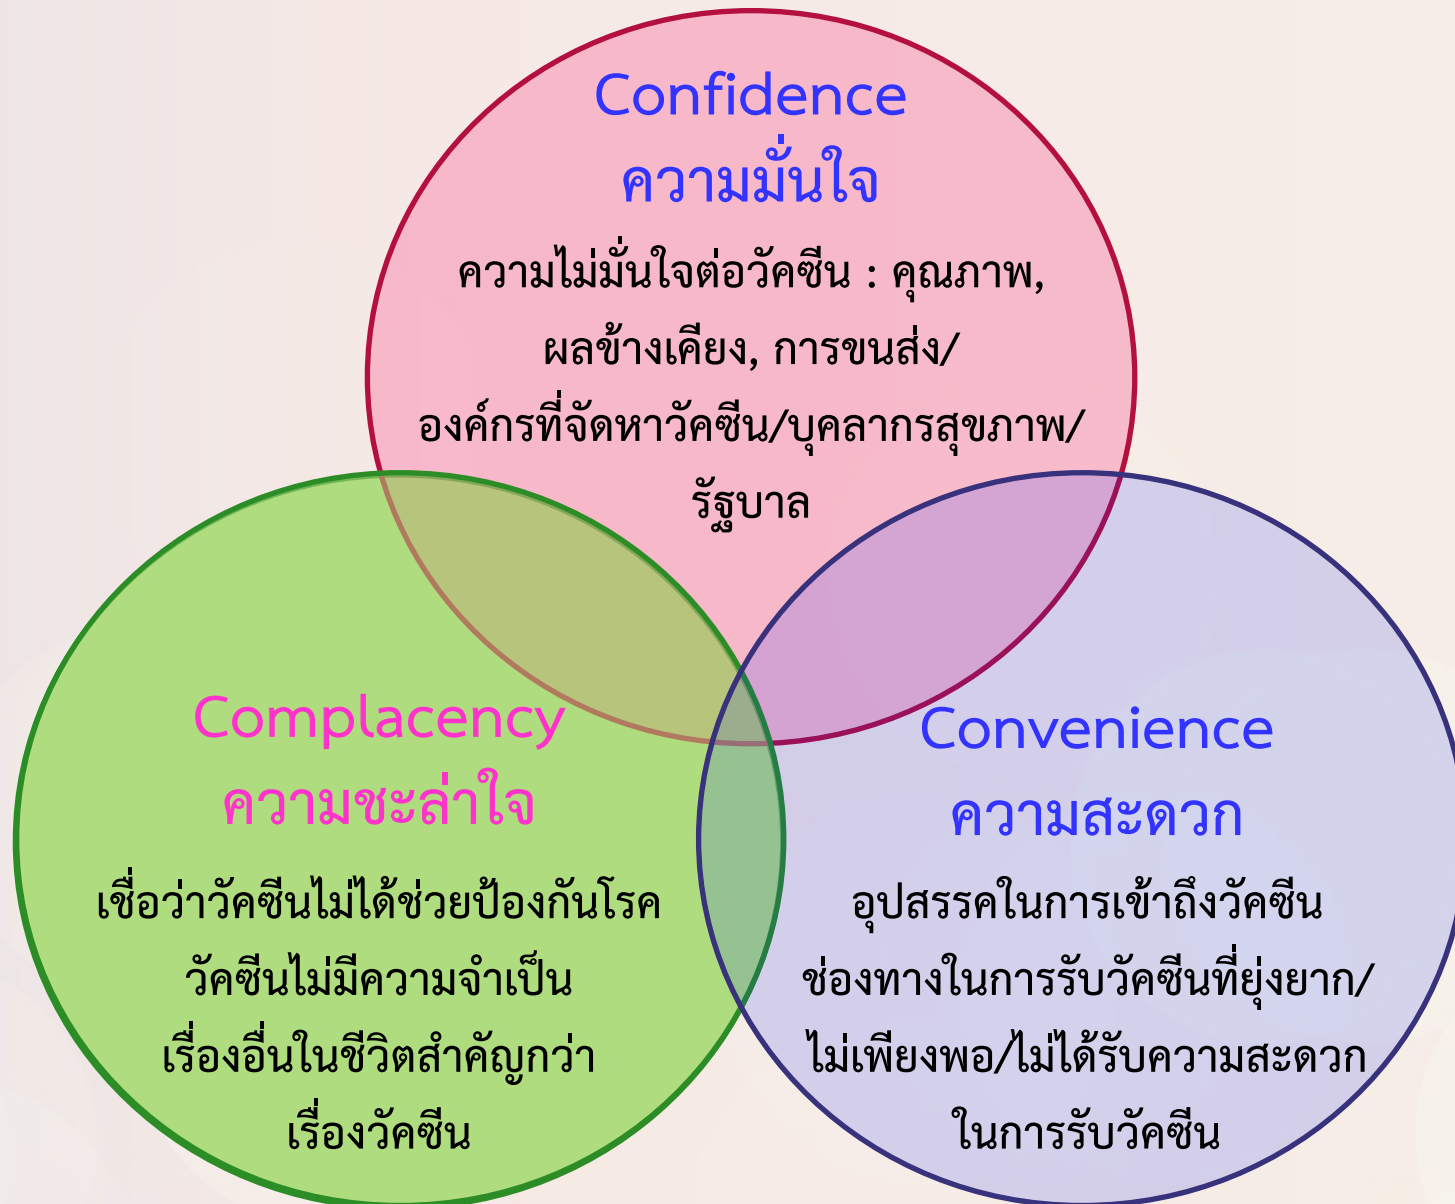 Confidence
ความมั่นใจ
ความไม่มั่นใจต่อวัคซีน : คุณภาพ,
ผลข้างเคียง, การขนส่ง/
องค์กรที่จัดหาวัคซีน/บุคลากรสุขภาพ/
รัฐบาล
Complacency
ความชะล่าใจ
เชื่อว่าวัคซีนไม่ได้ช่วยป้องกันโรค
วัคซีนไม่มีความจำเป็น
เรื่องอื่นในชีวิตสำคัญกว่า
เรื่องวัคซีน
Convenience
ความสะดวก
อุปสรรคในการเข้าถึงวัคซีน
ช่องทางในการรับวัคซีนที่ยุ่งยาก/
ไม่เพียงพอ/ไม่ได้รับความสะดวก
ในการรับวัคซีน